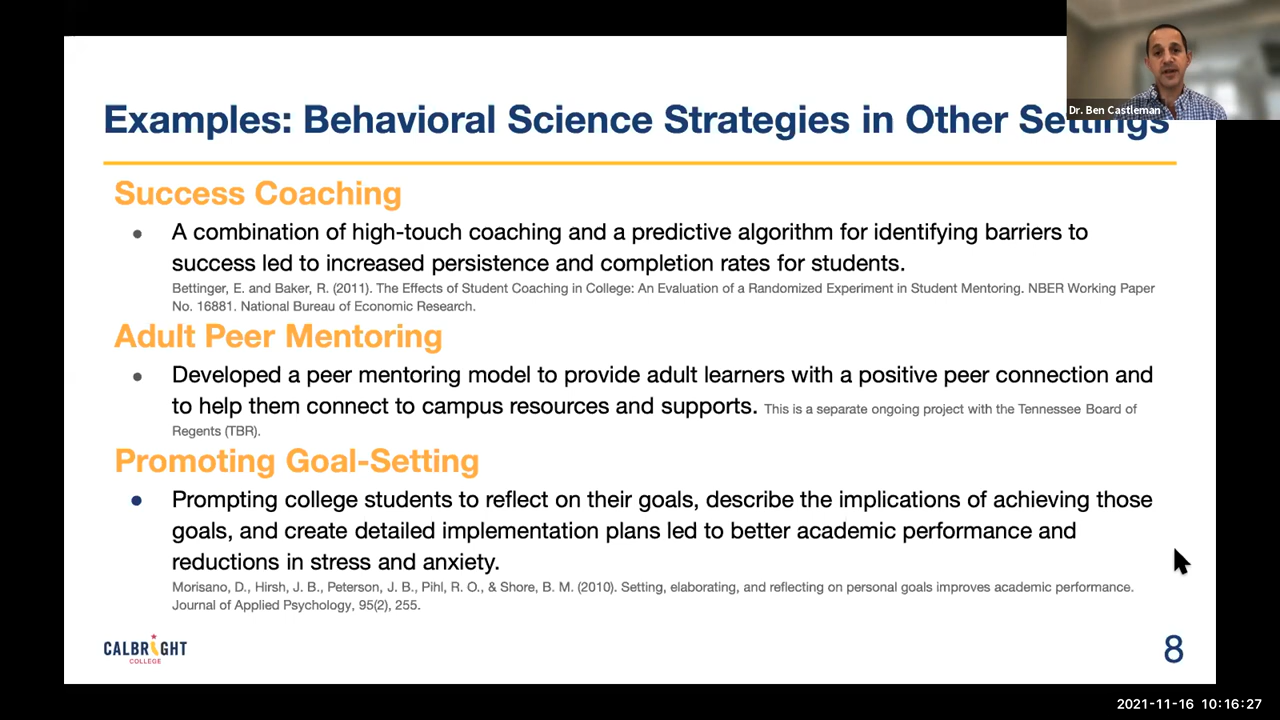 Dr. Ben Castleman
Examples: Behavioral Science Strategies in Other Settings
Success Coaching
• A combination of high-touch coaching and a predictive algorithm for identifying barriers to
success led to increased persistence and completion rates for students.
Bettinger, E. and Baker, R. (2011). The Effects of Student Coaching in College: An Evaluation of a Randomized Experiment in Student Mentoring. NBER Working Paper
No. 16881. National Bureau of Economic Research.
Adult Peer Mentoring
• Developed a peer mentoring model to provide adult learners with a positive peer connection and
to help them connect to campus resources and supports. This is a separate ongoing project with the Tennessee Board of
Regents (TBR).
Promoting Goal-Setting
• Prompting college students to reflect on their goals, describe the implications of achieving those
goals, and create detailed implementation plans led to better academic performance and
reductions in stress and anxiety.
Morisano, D., Hirsh, J. B., Peterson, J. B., Pihl, R. O., & Shore, B. M. (2010). Setting, elaborating, and reflecting on personal goals improves academic performance.
Journal of Applied Psychology, 95(2), 255.
CALBRIGHT
COLLEGE
8
2021-11-16 10:16:27